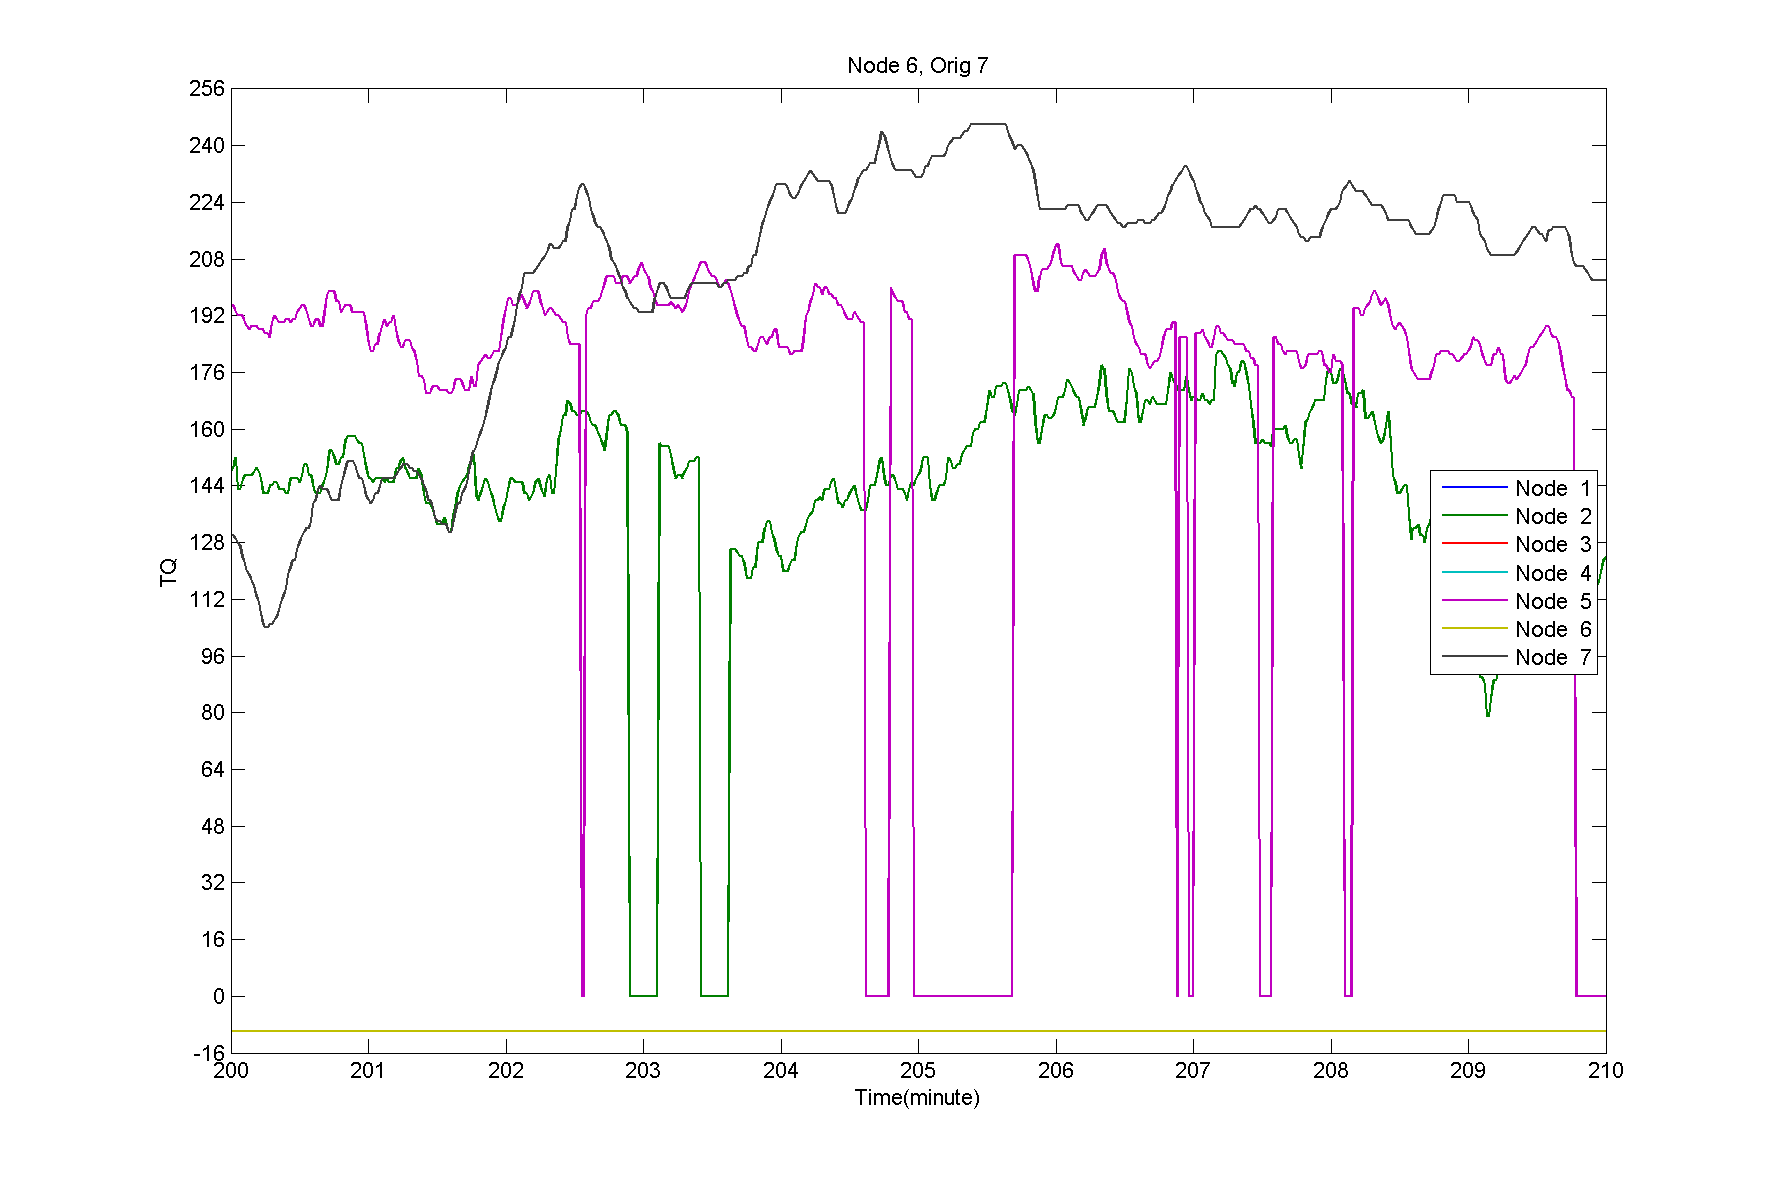 Node 6, Orig 7
256
240
224
208
192
176
160
144
128
112
96
80
64
48
32
16
0
-16
TQ
Node 1
Node 2
Node 3
Node 4
Node 5
Node 6
Node 7
200 201 202 203 204 205 206 207 208 209 210
Time(minute)